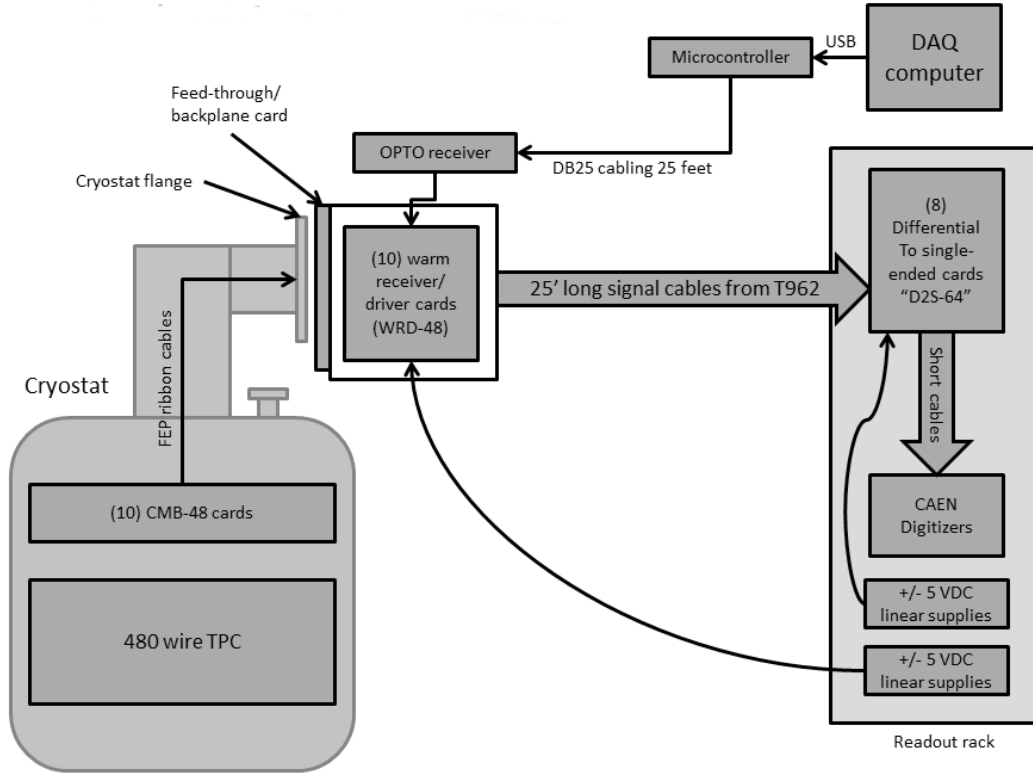 DAQ
computer
USB
Microcontroller
Feed-through/
backplane card
OPTO receiver
DB25 cabling 25 feet
Cryostat flange
(10) warm
receiver/
driver cards
(WRD-48)
25’ long signal cables from T962
(8)
Differential
To single-
ended cards
“D2S-64”
Short cables
FEP ribbon cables
Cryostat
(10) CMB-48 cards
CAEN
Digitizers
480 wire TPC
+/- 5 VDC
linear supplies
+/- 5 VDC
linear supplies
Readout rack